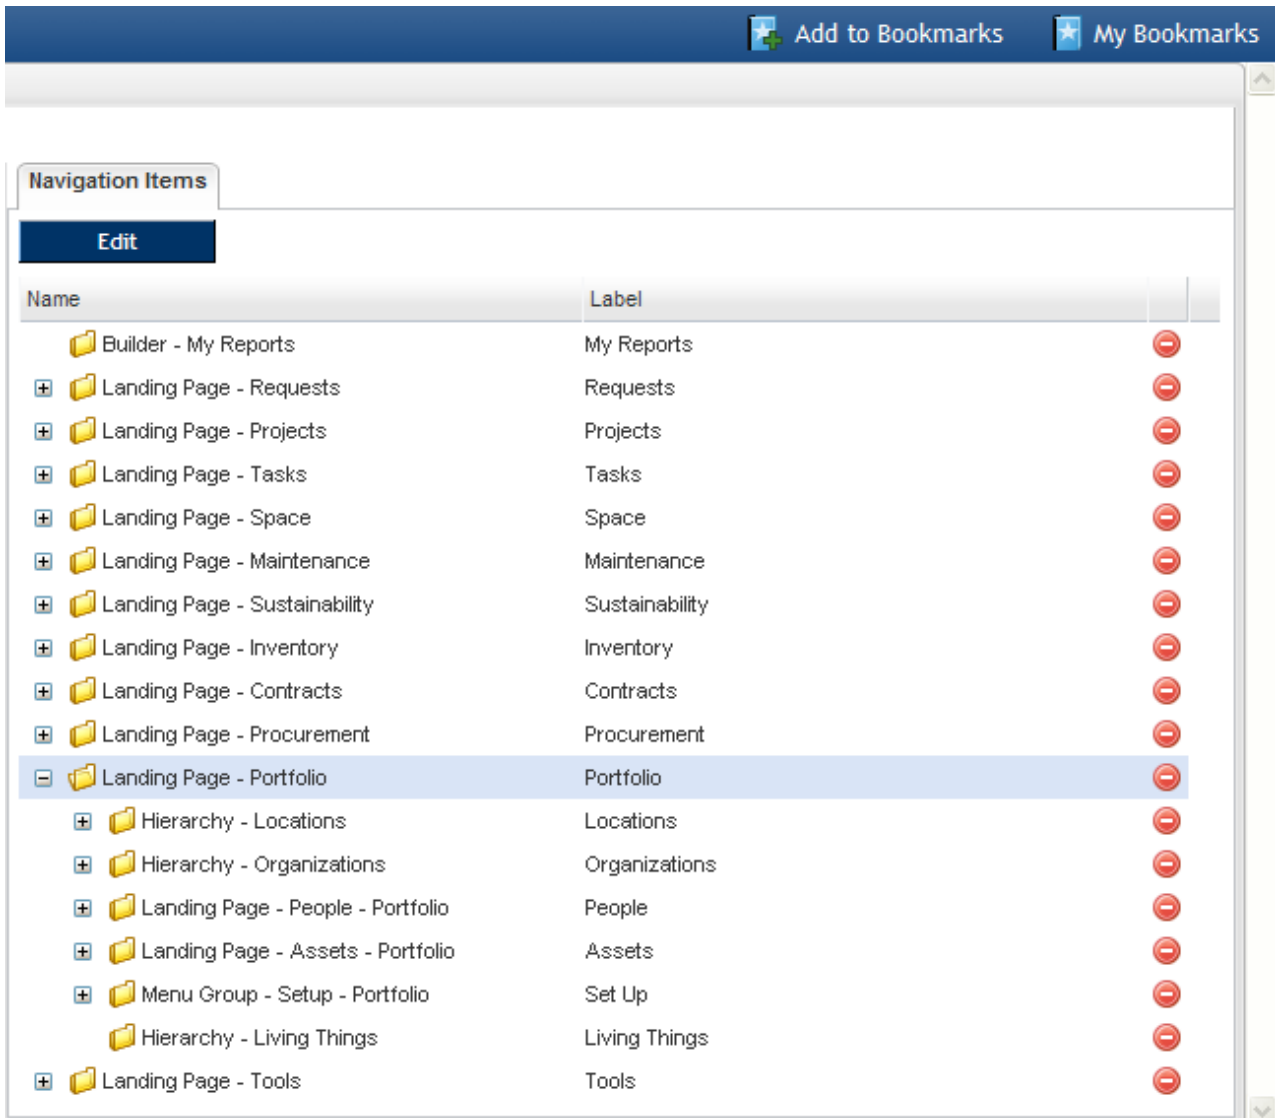 Add to Bookmarks My Bookmarks
Navigation Items
Edit
Name Label
Builder - My Reports My Reports
Landing Page - Requests Requests
Landing Page - Projects Projects
Landing Page - Tasks Tasks
Landing Page - Space Space
Landing Page - Maintenance Maintenance
Landing Page - Sustainability Sustainability
Landing Page - Inventory Inventory
Landing Page - Contracts Contracts
Landing Page - Procurement Procurement
Landing Page - Portfolio Portfolio
Hierarchy - Locations Locations
Hierarchy - Organizations Organizations
Landing Page - People - Portfolio People
Landing Page - Assets - Portfolio Assets
Menu Group - Setup - Portfolio Set Up
Hierarchy - Living Things Living Things
Landing Page - Tools Tools